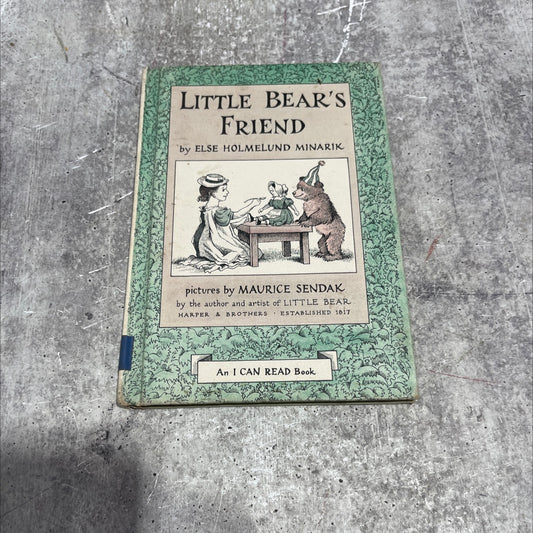 LITTLE BEAR'S
FRIEND
by ELSE HOLMELUND MINARIK
pictures by MAURICE SENDAK
by the author and artist of LITTLE BEAR
HARPER & BROTHERS · ESTABLISHED 1817
An I CAN READ Book